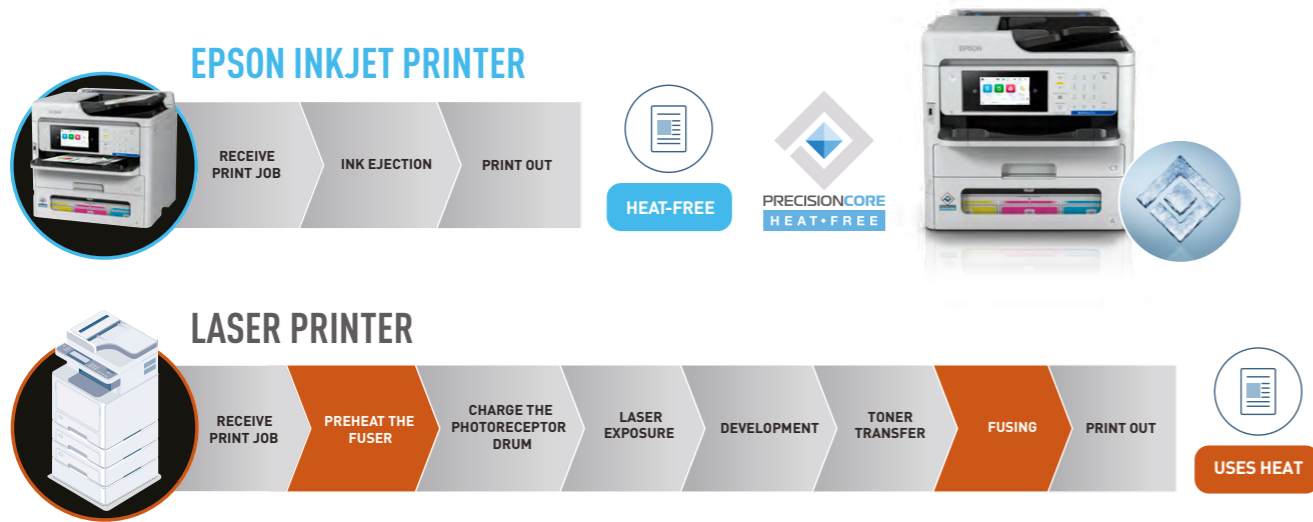 EPSON INKJET PRINTER
RECEIVE
PRINT JOB
INK EJECTION
PRINT OUT
HEAT-FREE
PRECISIONCORE
HEAT•FREE
EPSON
LASER PRINTER
RECEIVE
PRINT JOB
PREHEAT THE
FUSER
CHARGE THE
PHOTORECEPTOR
DRUM
LASER
EXPOSURE
DEVELOPMENT
TONER
TRANSFER
FUSING
PRINT OUT
USES HEAT